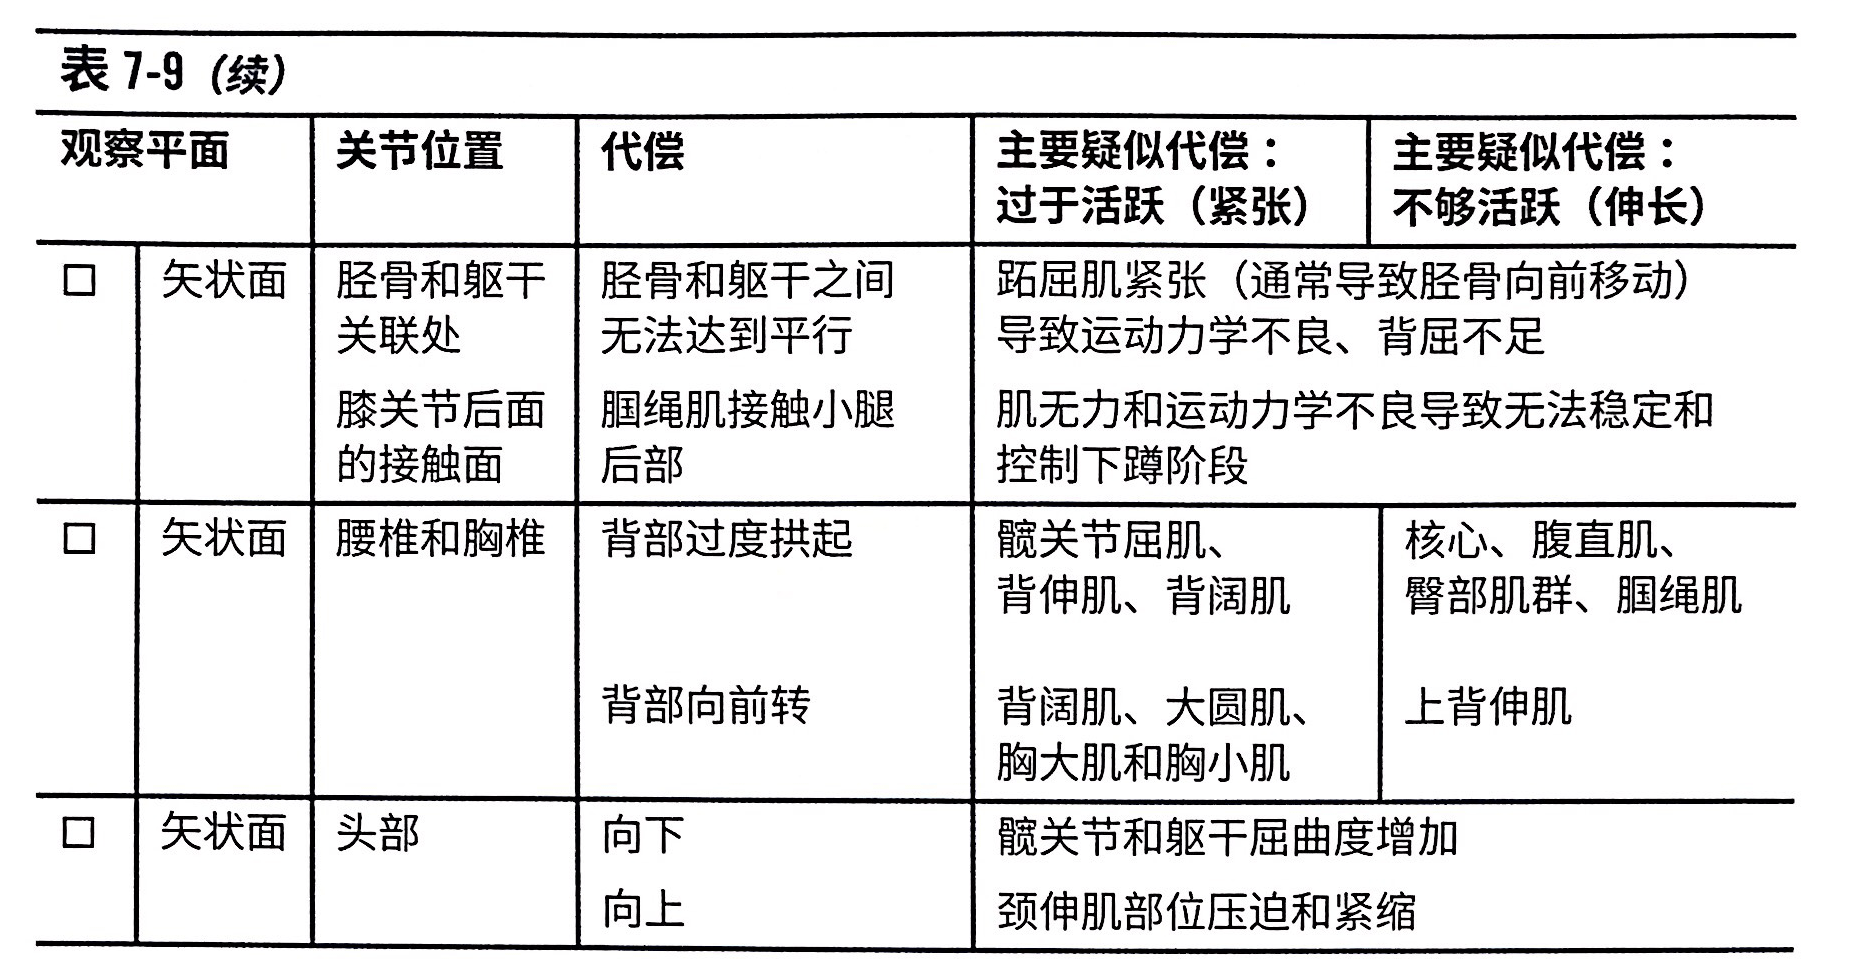 表 7-9（续）
观察平面 关节位置 代偿 主要疑似代偿： 主要疑似代偿：
过于活跃（紧张） 不够活跃（伸长）
□ 矢状面 胫骨和躯干 胫骨和躯干之间 跖屈肌紧张（通常导致胫骨向前移动）
关联处 无法达到平行 导致运动力学不良、背屈不足
膝关节后面 腘绳肌接触小腿 肌无力和运动力学不良导致无法稳定和
的接触面 后部 控制下蹲阶段
□ 矢状面 腰椎和胸椎 背部过度拱起 髋关节屈肌、 核心、腹直肌、
背伸肌、背阔肌 臀部肌群、腘绳肌
背部向前转 背阔肌、大圆肌、 上背伸肌
胸大肌和胸小肌
□ 矢状面 头部 向下 髋关节和躯干屈曲度增加
向上 颈伸肌部位压迫和紧缩